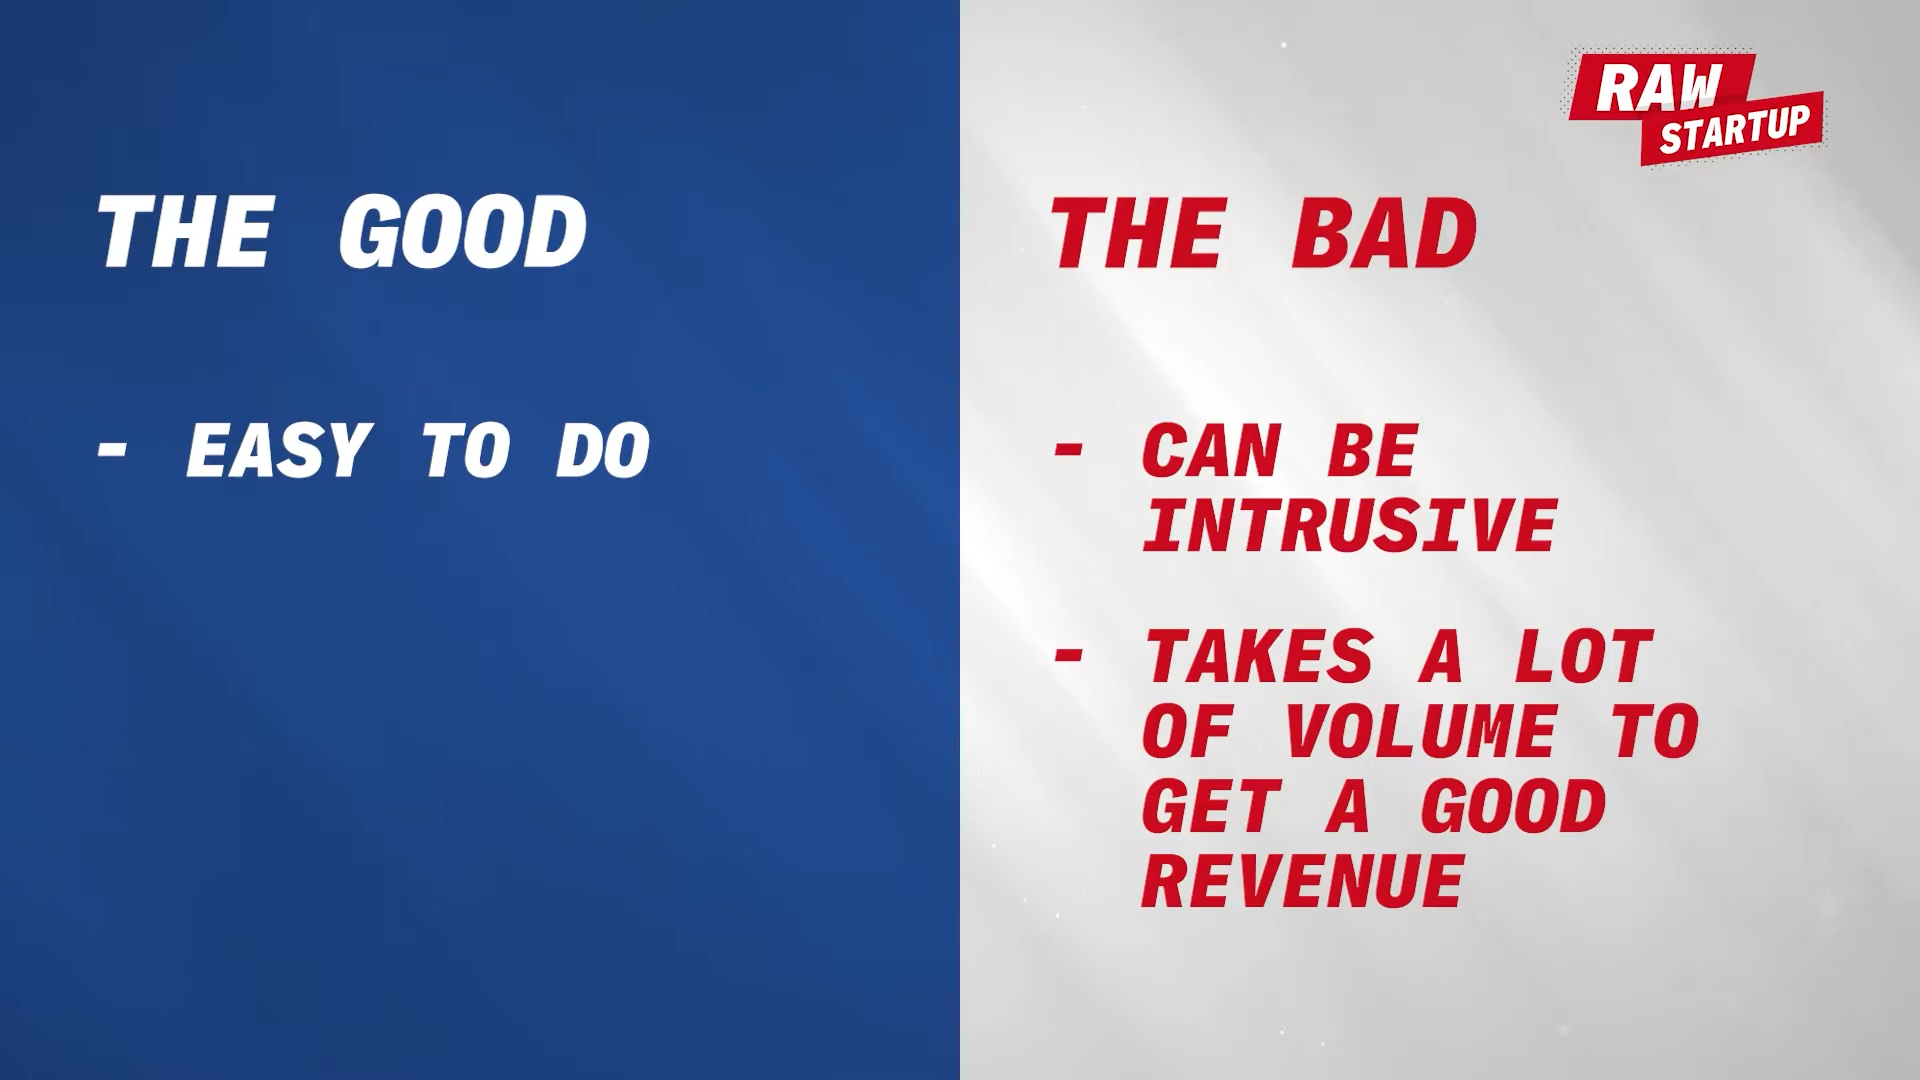 RAW
STARTUP
THE GOOD
- EASY TO DO
THE BAD
- CAN BE
INTRUSIVE
- TAKES A LOT
OF VOLUME TO
GET A GOOD
REVENUE